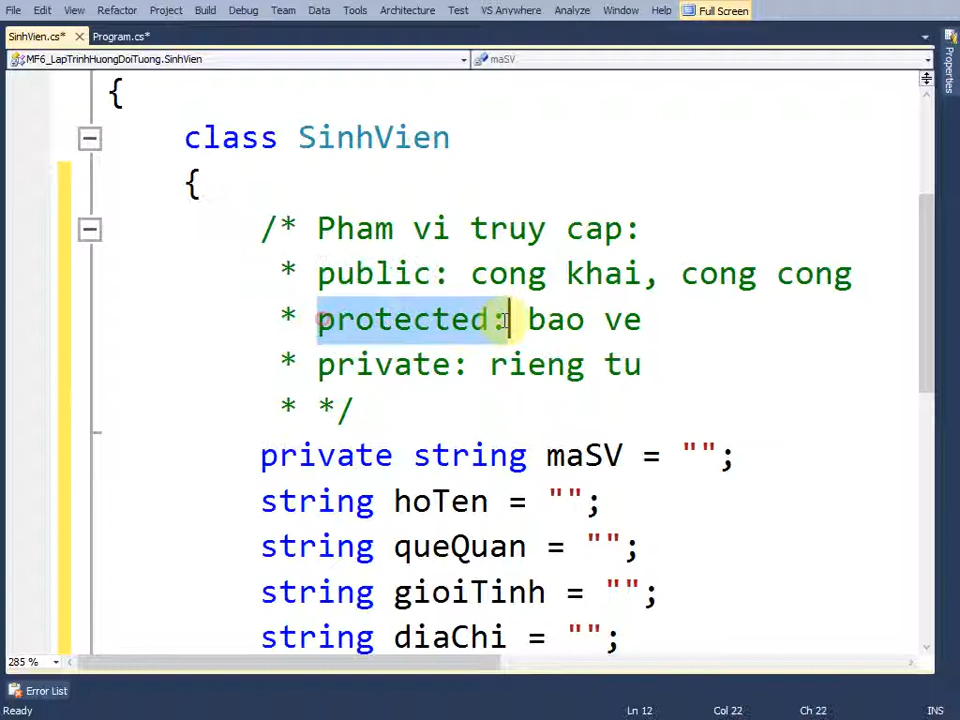 File Edit View Refactor Project Build Debug Team Data Tools Architecture Test VS Anywhere Analyze Window Help Full Screen
SinhVien.cs* Program.cs*
MF6_LapTrinhHuongDoiTuong.SinhVien maSV
Properties
{
class SinhVien
{
/* Pham vi truy cap:
* public: cong khai, cong cong
* protected: bao ve
* private: rieng tu
* */
private string maSV = "";
string hoTen = "";
string queQuan = "";
string gioiTinh = "";
string diaChi = "";
285 %
Error List
Ready Ln 12 Col 22 Ch 22 INS